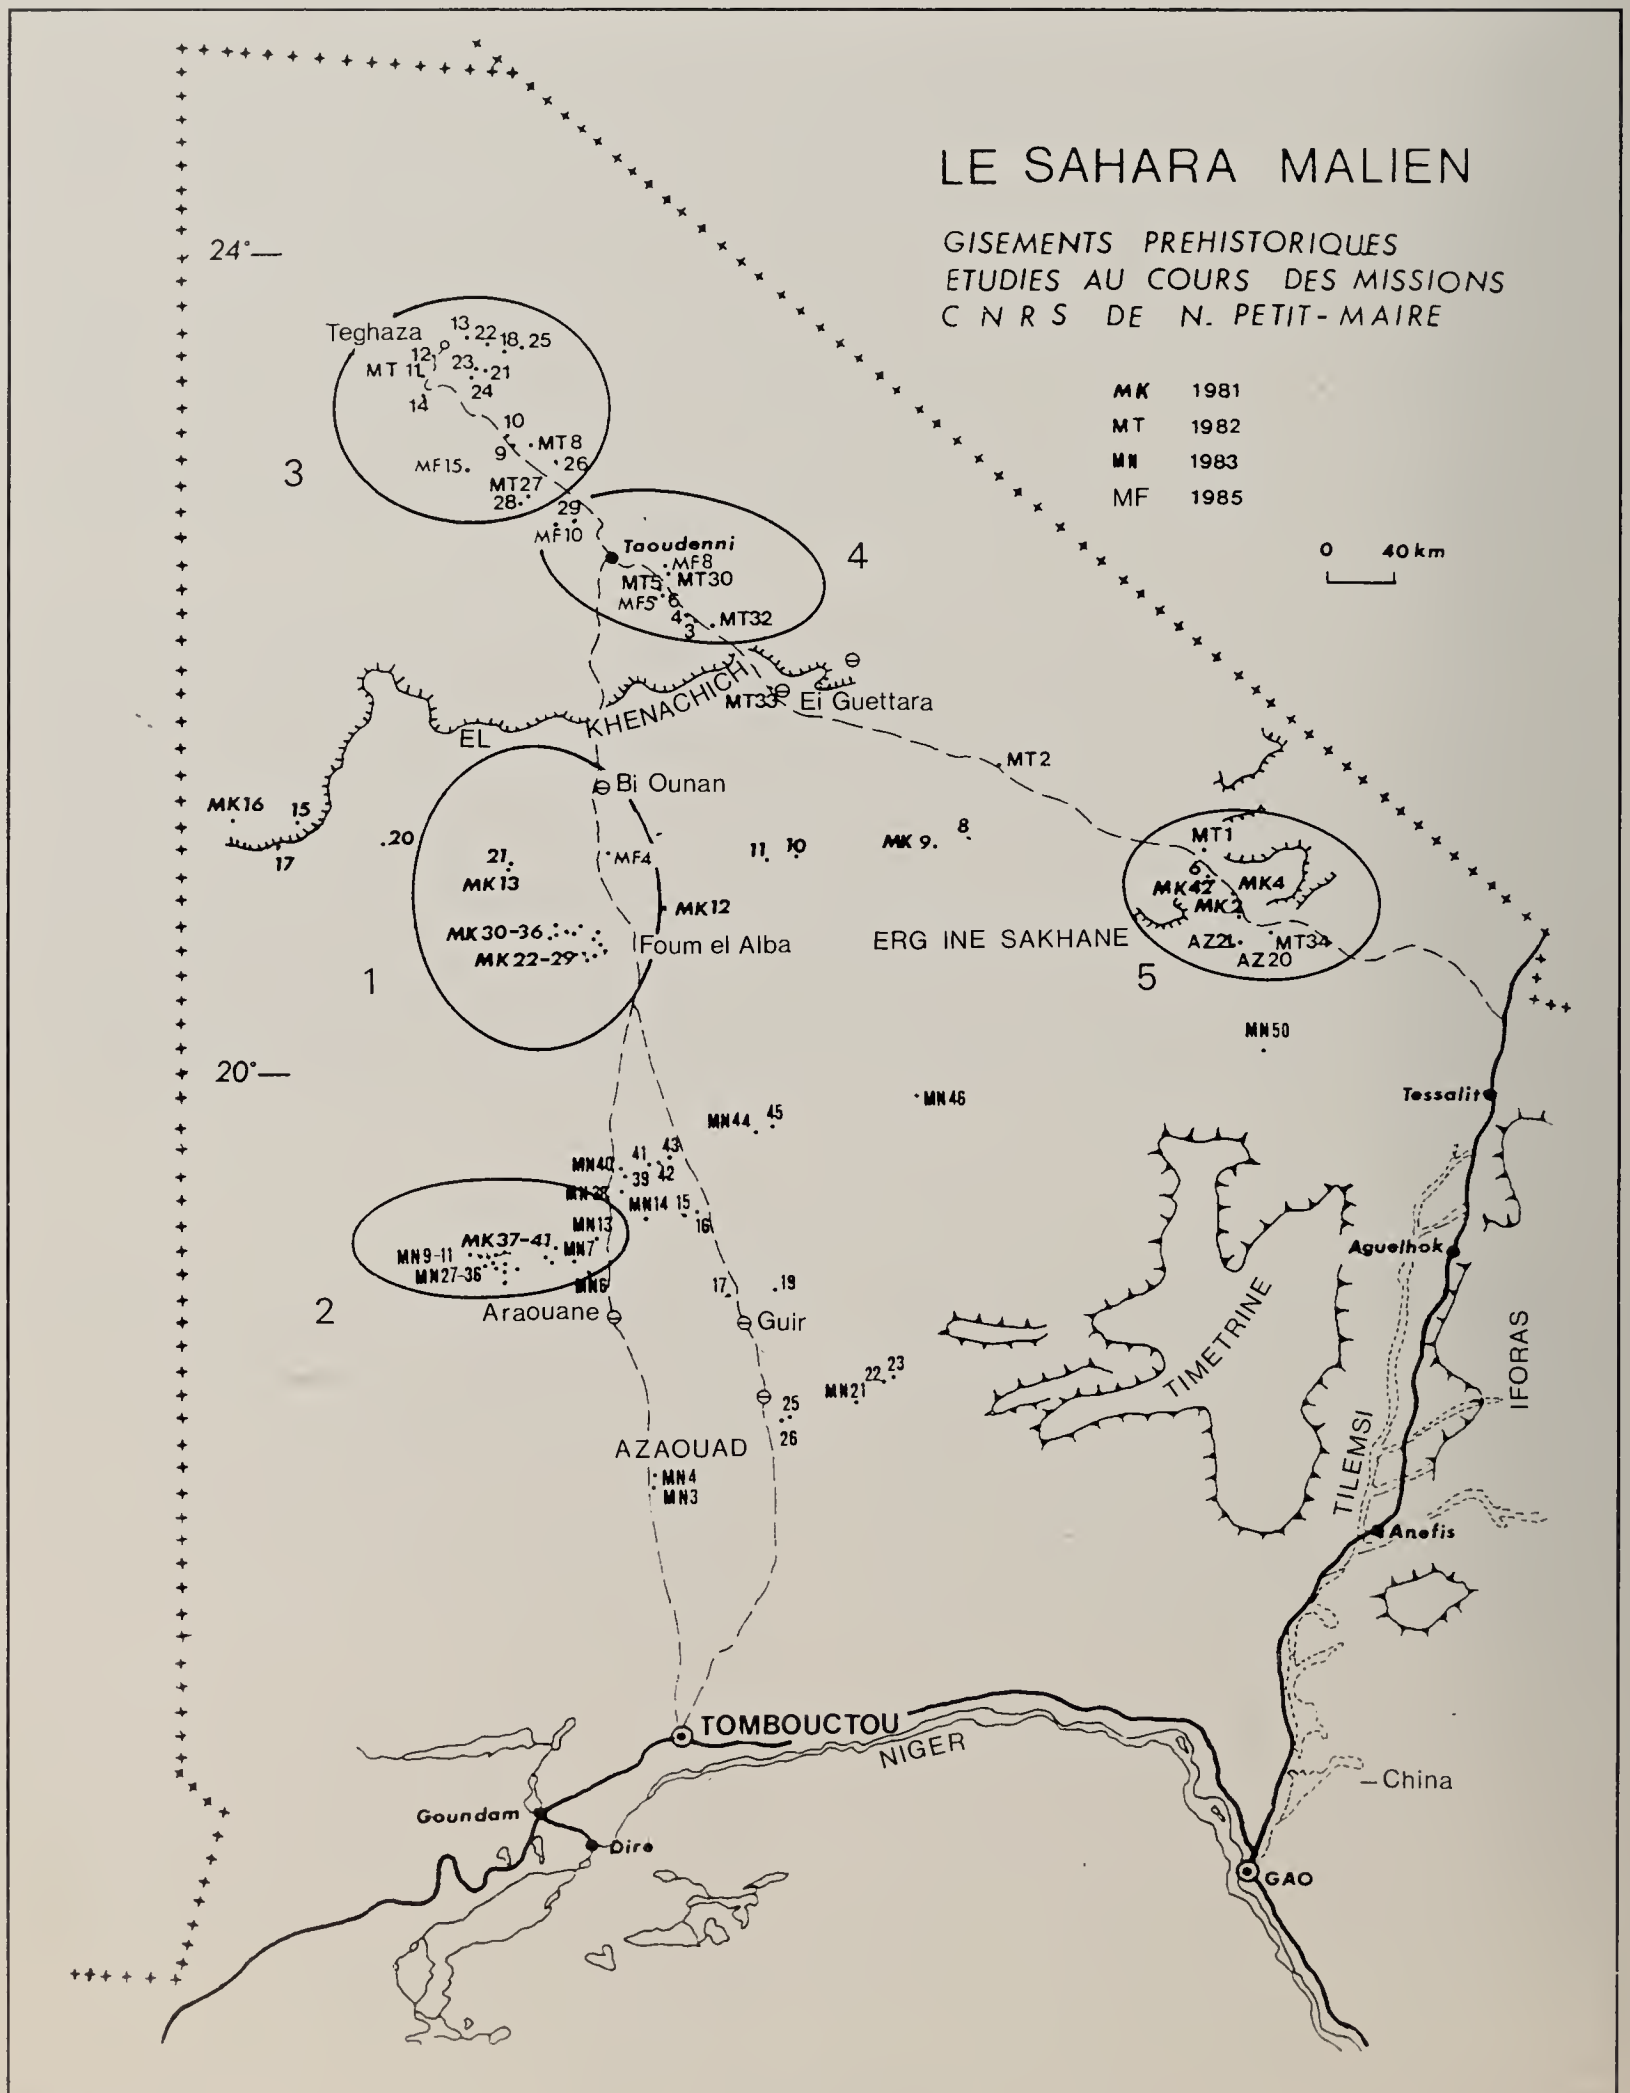 LE SAHARA MALIEN
GISEMENTS PREHISTORIQUES
ETUDIES AU COURS DES MISSIONS
C N R S DE N. PETIT-MAIRE
MK 1981
MT 1982
MN 1983
MF 1985
0 40 km
24°
Teghaza
13
22
18
25
12
MT 11
23
21
24
14
10
9
MT8
26
MF15
3
MT27
28
29
MF10
Taoudenni
4
MF8
MT5
MT30
MF5
6
4
3
MT32
EL KHENACHICH
MT33
Ei Guettara
MT2
Bi Ounan
MK16
15
17
20
21
MK13
MF4
11
10
MK 9
8
MK12
MK30-36
MK22-29
Foum el Alba
1
ERG INE SAKHANE
MT1
6
MK42
MK4
MK2
AZ21
MT34
AZ20
5
MN50
20°
MN46
Tessalit
MN44
45
MN40
41
43
39
42
MN38
MN14
15
16
MN13
MK37-41
MN9-11
MN7
MN27-36
MN6
2
Araouane
17
19
Guir
Aguelhok
TIMETRINE
IFORAS
MN21
22
23
25
26
AZAOUAD
MN4
MN3
TILEMSI
Anefis
TOMBOUCTOU
NIGER
China
Goundam
Dire
GAO